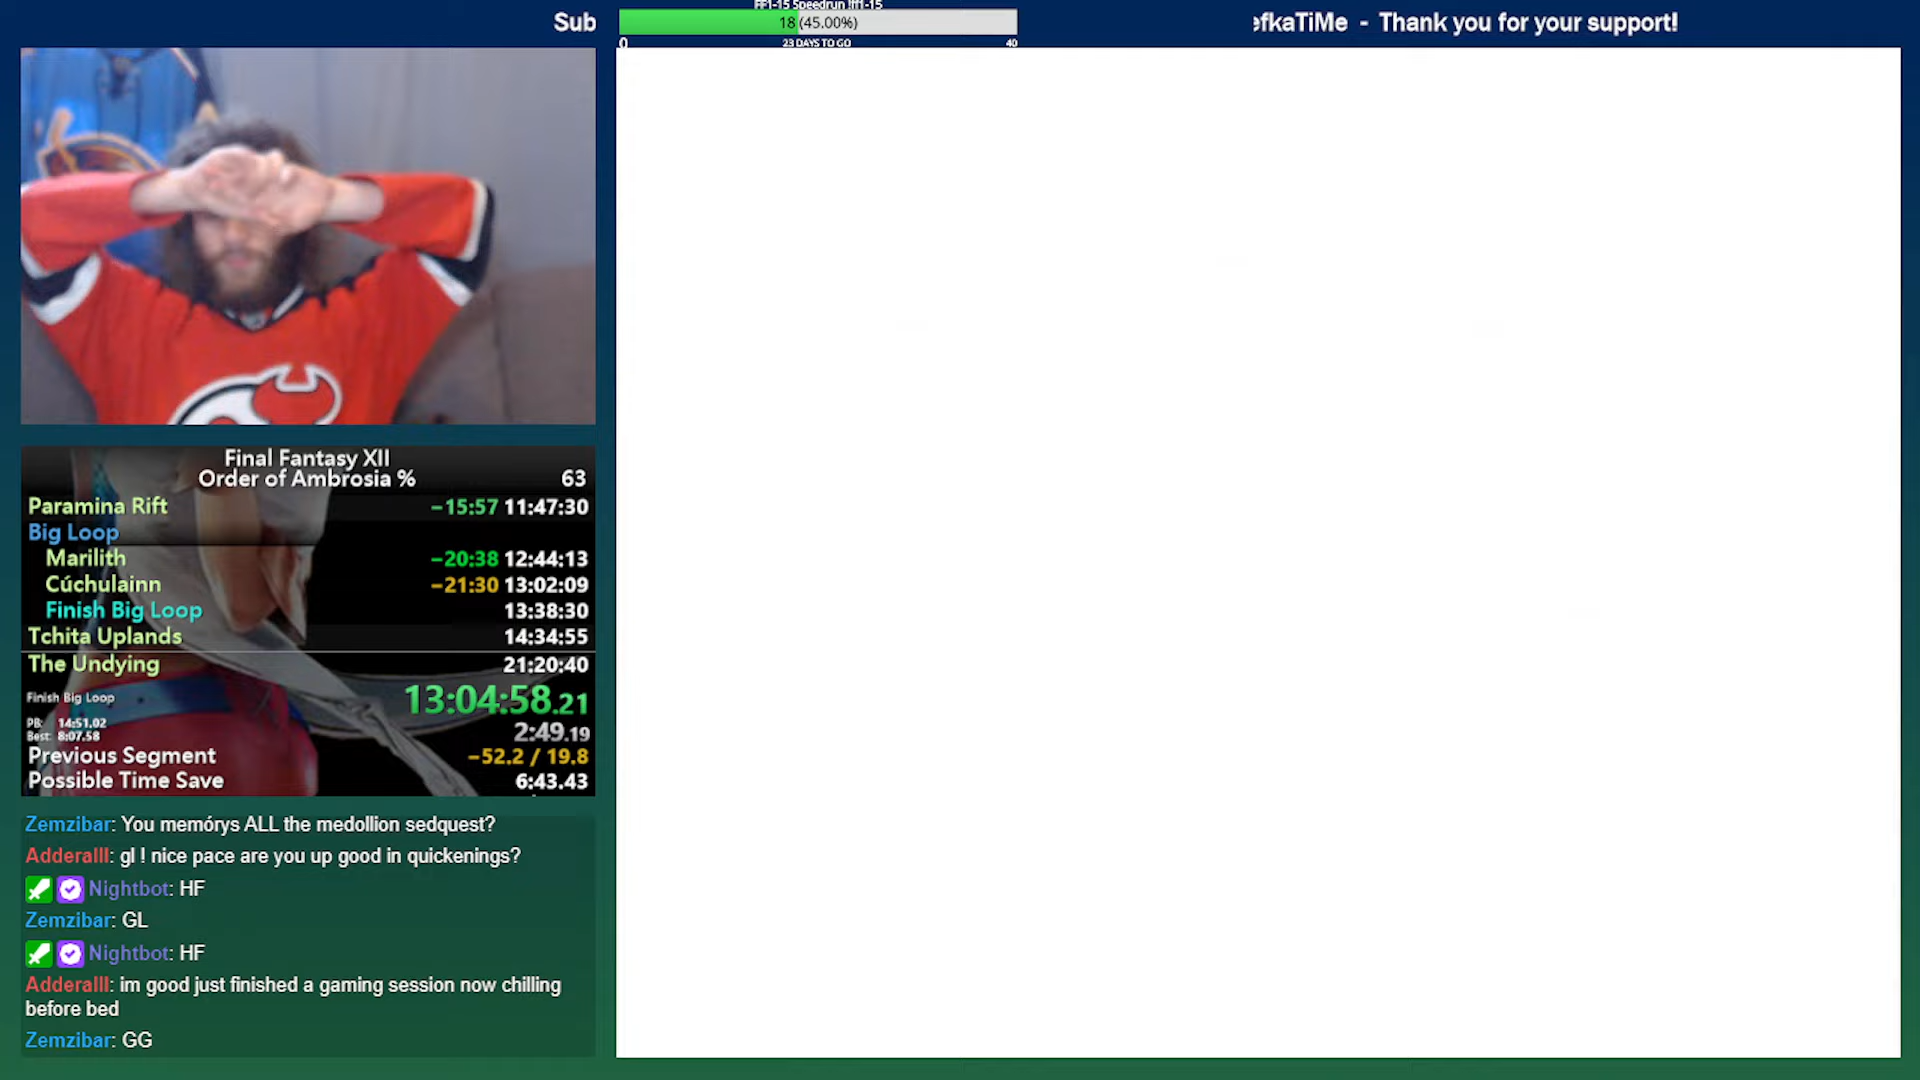 FF1-15 Speedrun !ff1-15
Sub
18 (45.00%)
efkaTiMe - Thank you for your support!
0
23 DAYS TO GO
40
Final Fantasy XII
Order of Ambrosia %
63
Paramina Rift −15:57 11:47:30
Big Loop
Marilith −20:38 12:44:13
Cúchulainn −21:30 13:02:09
Finish Big Loop 13:38:30
Tchita Uplands 14:34:55
The Undying 21:20:40
Finish Big Loop
13:04:58.21
PB: 14:51.02
Best: 8:07.58
2:49.19
Previous Segment −52.2 / 19.8
Possible Time Save 6:43.43
Zemzibar: You memórys ALL the medollion sedquest?
Adderalll: gl ! nice pace are you up good in quickenings?
Nightbot: HF
Zemzibar: GL
Nightbot: HF
Adderalll: im good just finished a gaming session now chilling
before bed
Zemzibar: GG